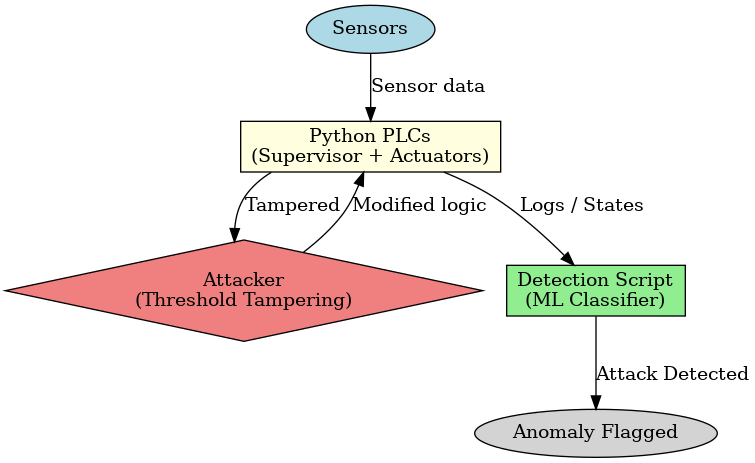 Sensors
Sensor data
Python PLCs
(Supervisor + Actuators)
Tampered
Modified logic
Logs / States
Attacker
(Threshold Tampering)
Detection Script
(ML Classifier)
Attack Detected
Anomaly Flagged